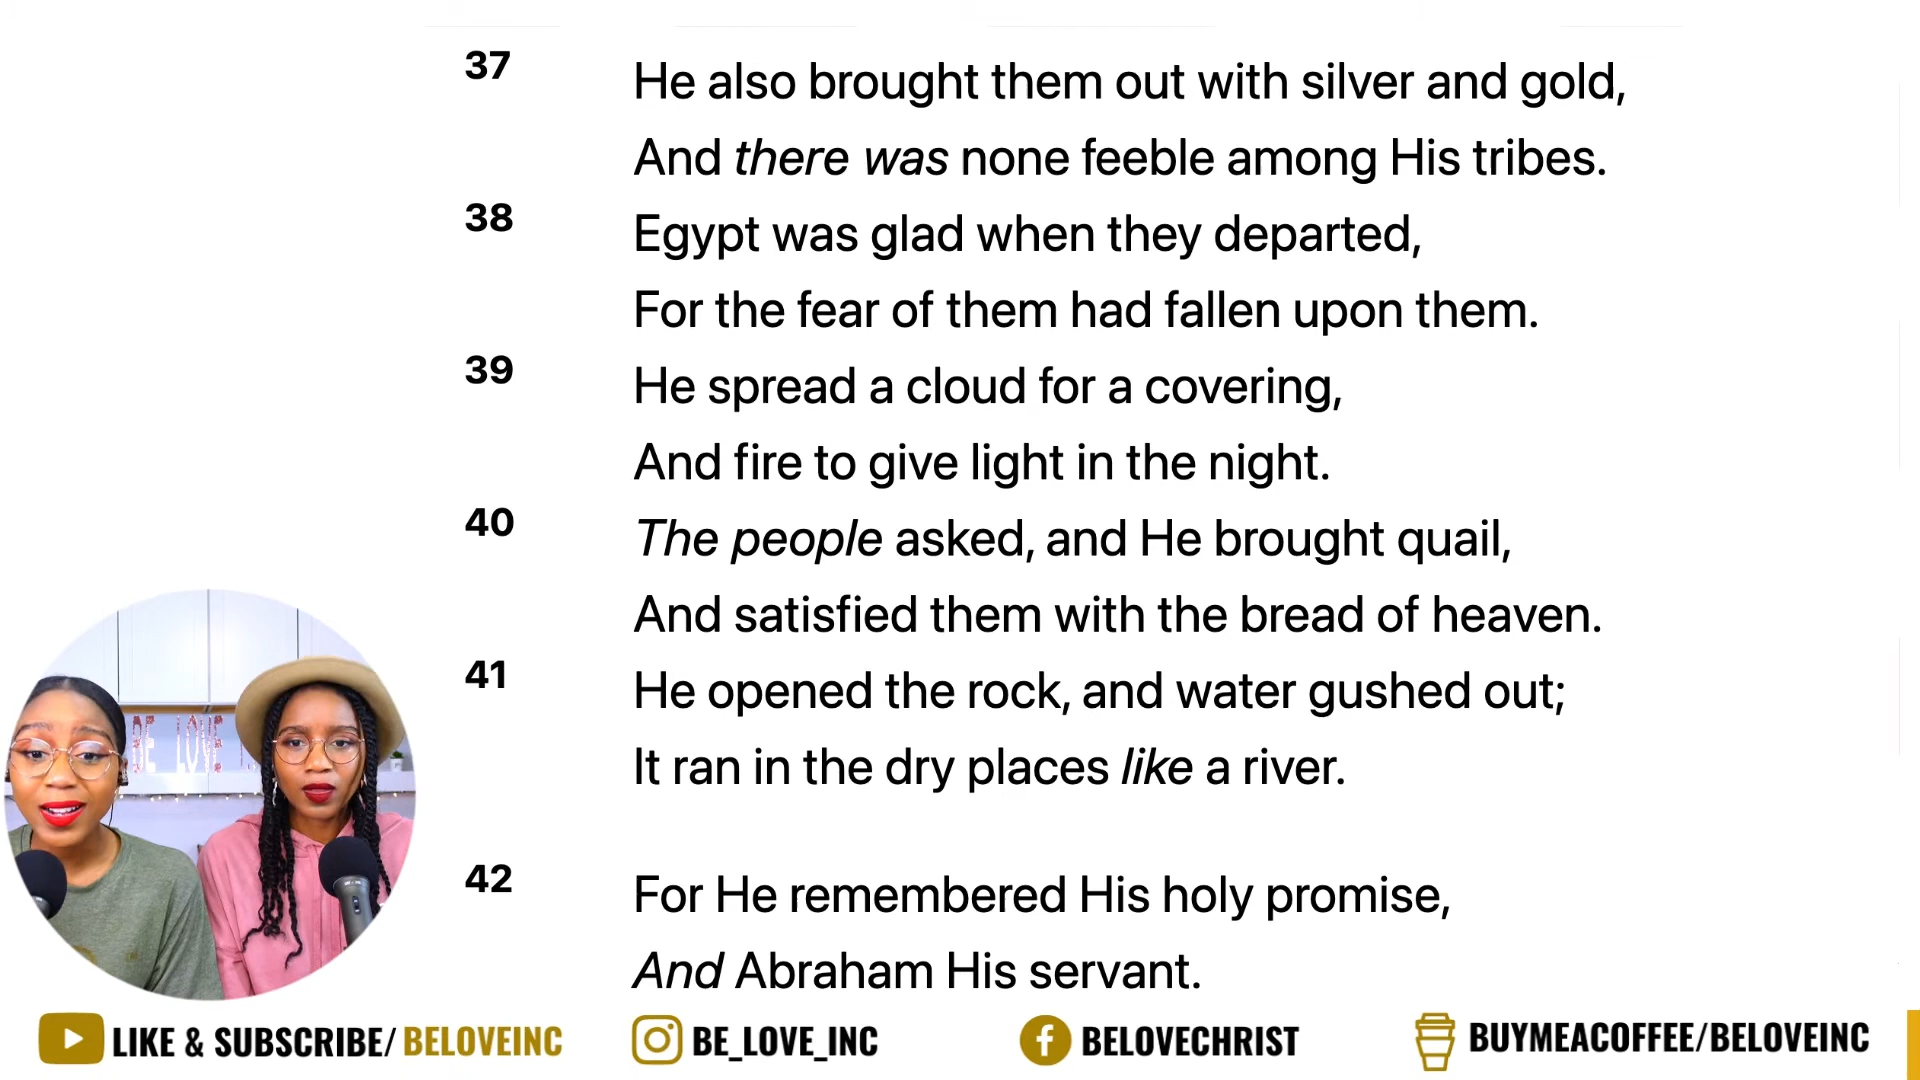 37 He also brought them out with silver and gold,
And there was none feeble among His tribes.
38 Egypt was glad when they departed,
For the fear of them had fallen upon them.
39 He spread a cloud for a covering,
And fire to give light in the night.
40 The people asked, and He brought quail,
And satisfied them with the bread of heaven.
41 He opened the rock, and water gushed out;
It ran in the dry places like a river.
42 For He remembered His holy promise,
And Abraham His servant.
BE LOVE
LIKE & SUBSCRIBE/ BELOVEINC
BE_LOVE_INC
BELOVECHRIST
BUYMEACOFFEE/BELOVEINC